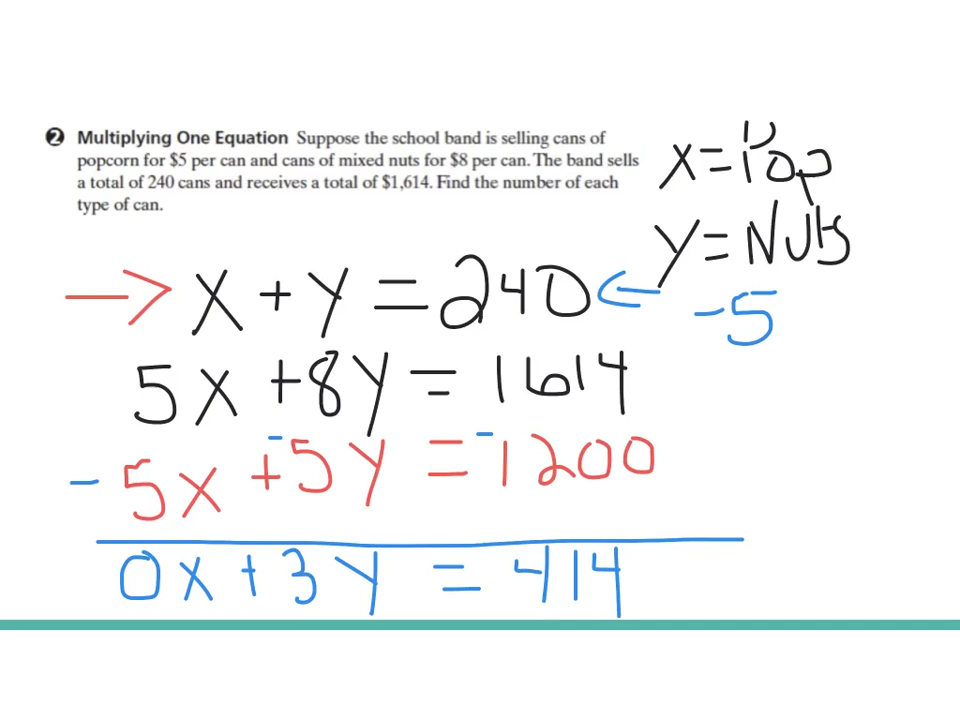 2 Multiplying One Equation Suppose the school band is selling cans of
popcorn for $5 per can and cans of mixed nuts for $8 per can. The band sells
a total of 240 cans and receives a total of $1,614. Find the number of each
type of can.
x = Pop
y = Nuts
→ x + y = 240 ← -5
5x + 8y = 1614
-5x + -5y = -1200
0x + 3y = 414